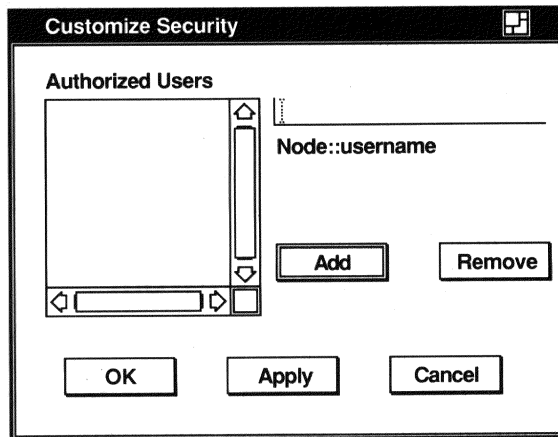 Customize Security
Authorized Users
Node::username
Add
Remove
OK
Apply
Cancel